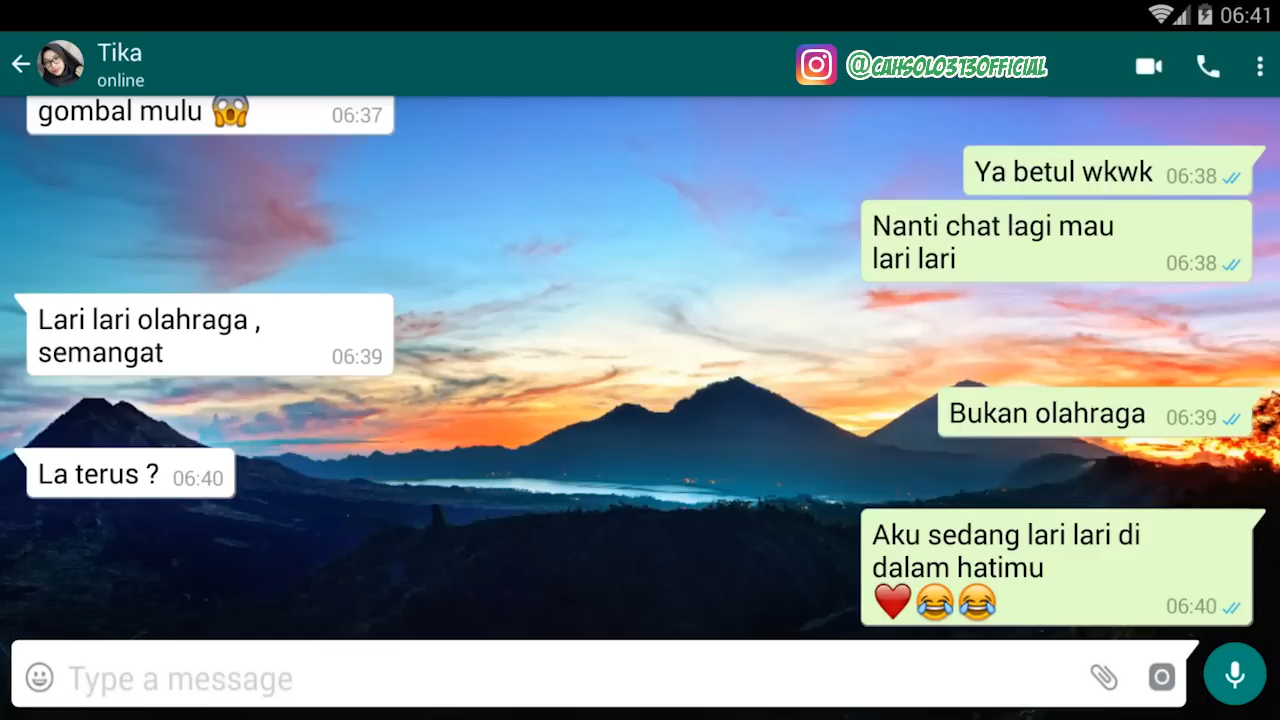 06:41
Tika
online
@CAHSOLO313OFFICIAL
gombal mulu 😱 06:37
Ya betul wkwk 06:38
Nanti chat lagi mau
lari lari 06:38
Lari lari olahraga ,
semangat 06:39
Bukan olahraga 06:39
La terus ? 06:40
Aku sedang lari lari di
dalam hatimu
❤️😂😂 06:40
Type a message